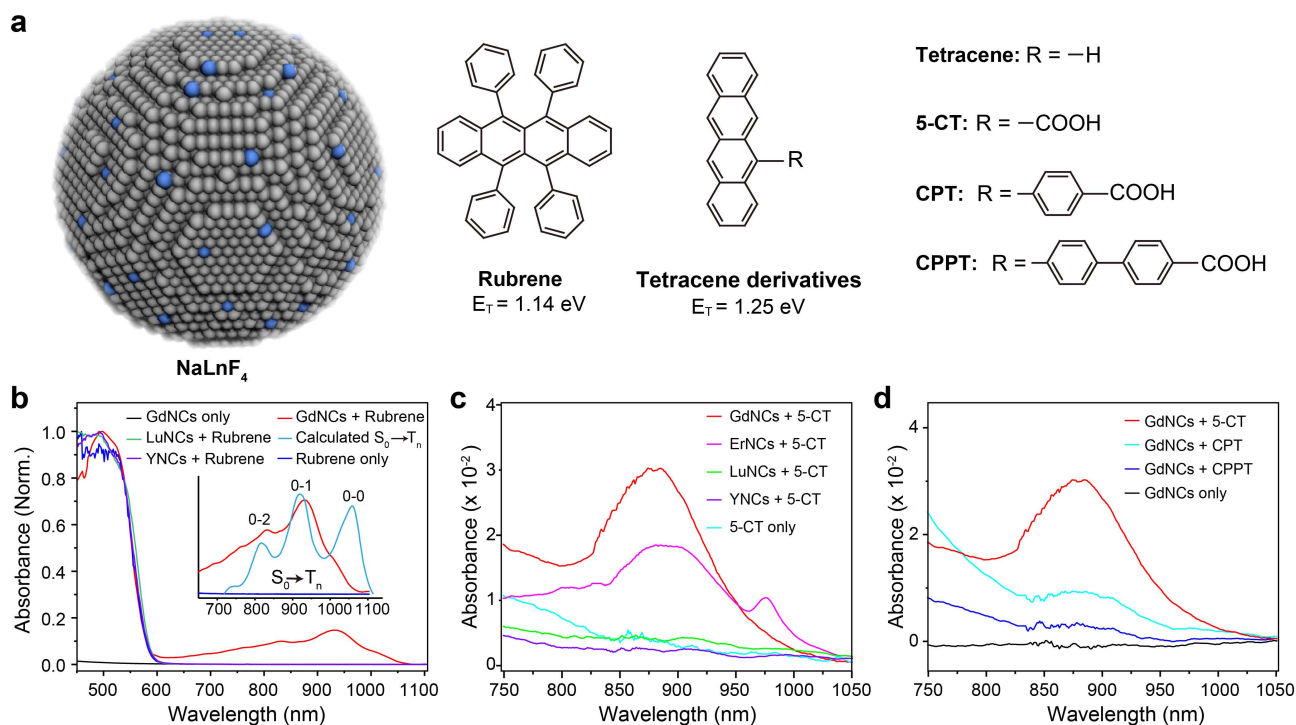 a
NaLnF₄
Rubrene
E_T = 1.14 eV
R
Tetracene derivatives
E_T = 1.25 eV
Tetracene: R = —H
5-CT: R = —COOH
CPT: R = COOH
CPPT: R = COOH
b
GdNCs only
GdNCs + Rubrene
LuNCs + Rubrene
Calculated S₀→Tₙ
YNCs + Rubrene
Rubrene only
0-2
0-1
0-0
S₀→Tₙ
700 800 900 1000 1100
1.0
0.8
0.6
0.4
0.2
0.0
Absorbance (Norm.)
500 600 700 800 900 1000 1100
Wavelength (nm)
c
GdNCs + 5-CT
ErNCs + 5-CT
LuNCs + 5-CT
YNCs + 5-CT
5-CT only
4
3
2
1
0
Absorbance (x 10⁻²)
750 800 850 900 950 1000 1050
Wavelength (nm)
d
GdNCs + 5-CT
GdNCs + CPT
GdNCs + CPPT
GdNCs only
4
3
2
1
0
Absorbance (x 10⁻²)
750 800 850 900 950 1000 1050
Wavelength (nm)